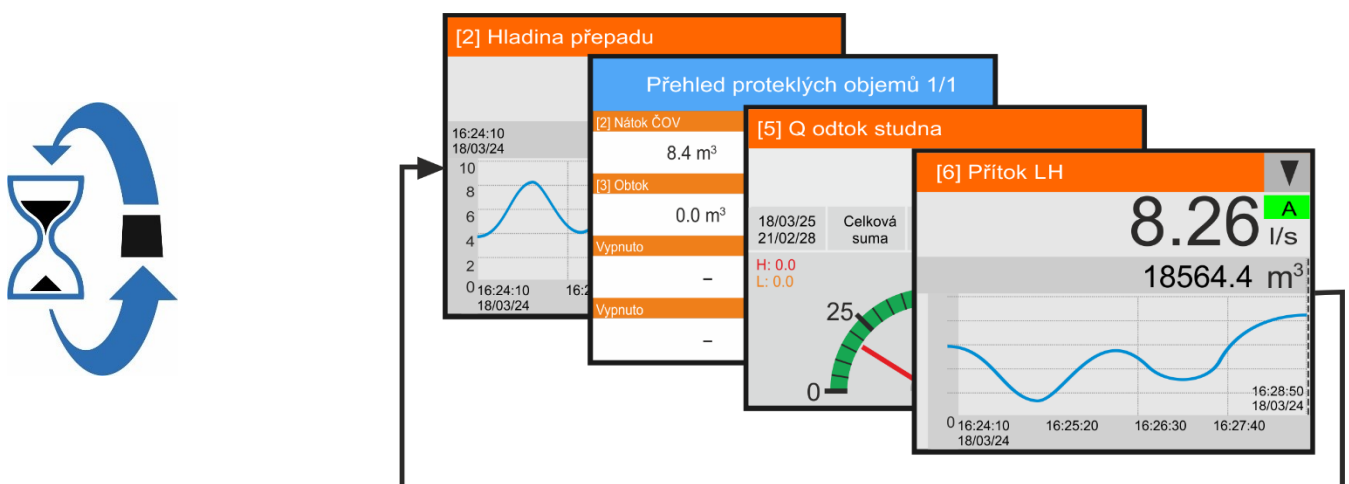 [2] Hladina přepadu
16:24:10
18/03/24
10
8
6
4
2
0
16:24:10
18/03/24
Přehled proteklých objemů 1/1
[2] Nátok ČOV
8.4 m³
[3] Obtok
0.0 m³
Vypnuto
–
Vypnuto
–
[5] Q odtok studna
18/03/25
21/02/28
Celková
suma
H: 0.0
L: 0.0
25
0
[6] Přítok LH
8.26
A
l/s
18564.4 m³
16:28:50
18/03/24
0
16:24:10 16:25:20 16:26:30 16:27:40
18/03/24